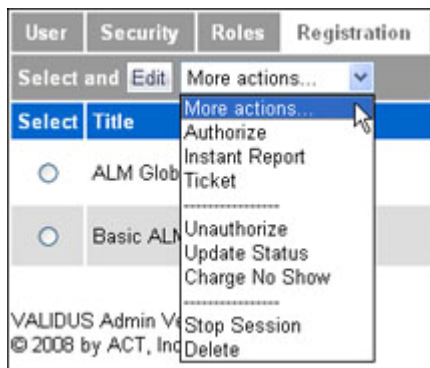 User Security Roles Registration
Select and Edit More actions...
Select Title
More actions...
Authorize
Instant Report
Ticket
---------------
Unauthorize
Update Status
Charge No Show
---------------
Stop Session
Delete
ALM Glob
Basic ALM
VALIDUS Admin Ve
© 2008 by ACT, Inc